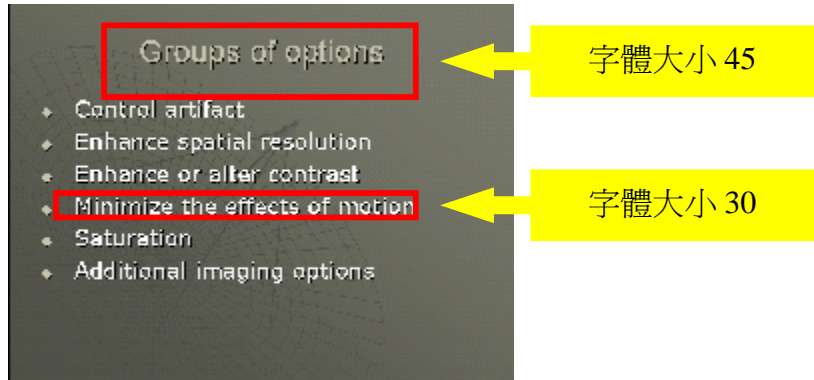 Groups of options
字體大小 45
Control artifact
Enhance spatial resolution
Enhance or alter contrast
Minimize the effects of motion
字體大小 30
Saturation
Additional imaging options